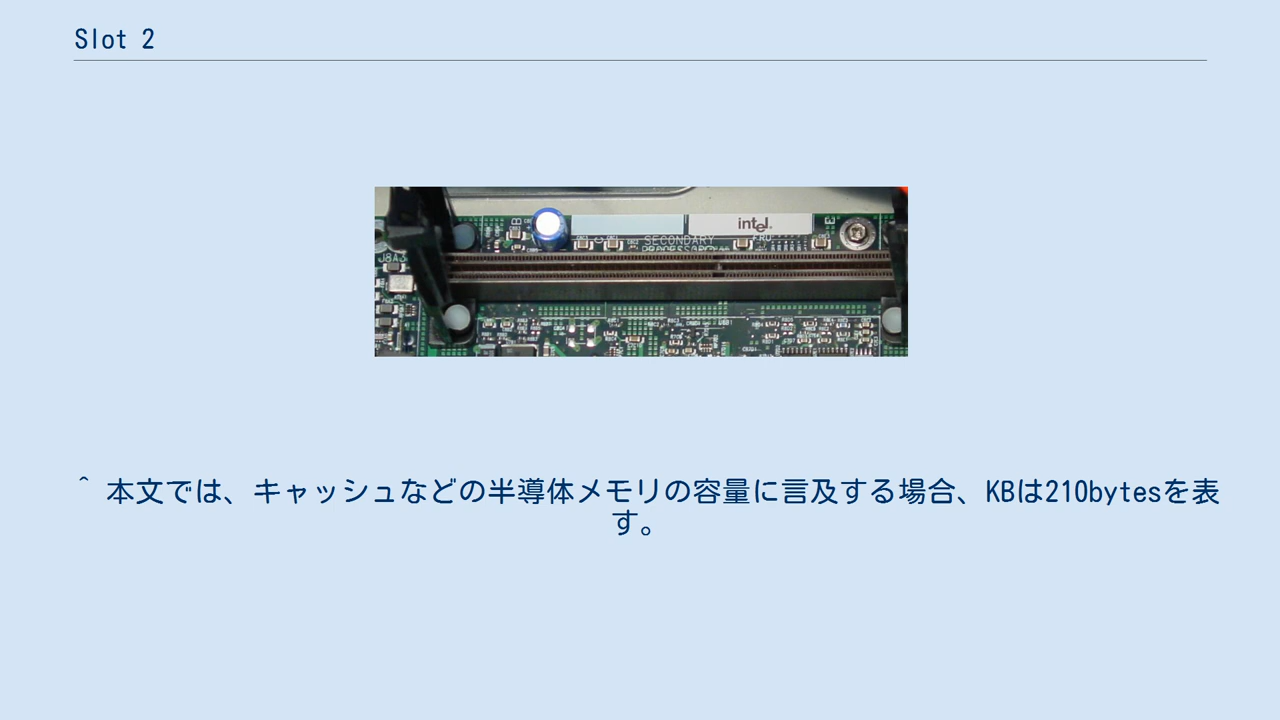 Slot 2
intel.
SECONDARY
J8A3
^ 本文では、キャッシュなどの半導体メモリの容量に言及する場合、KBは210bytesを表
す。